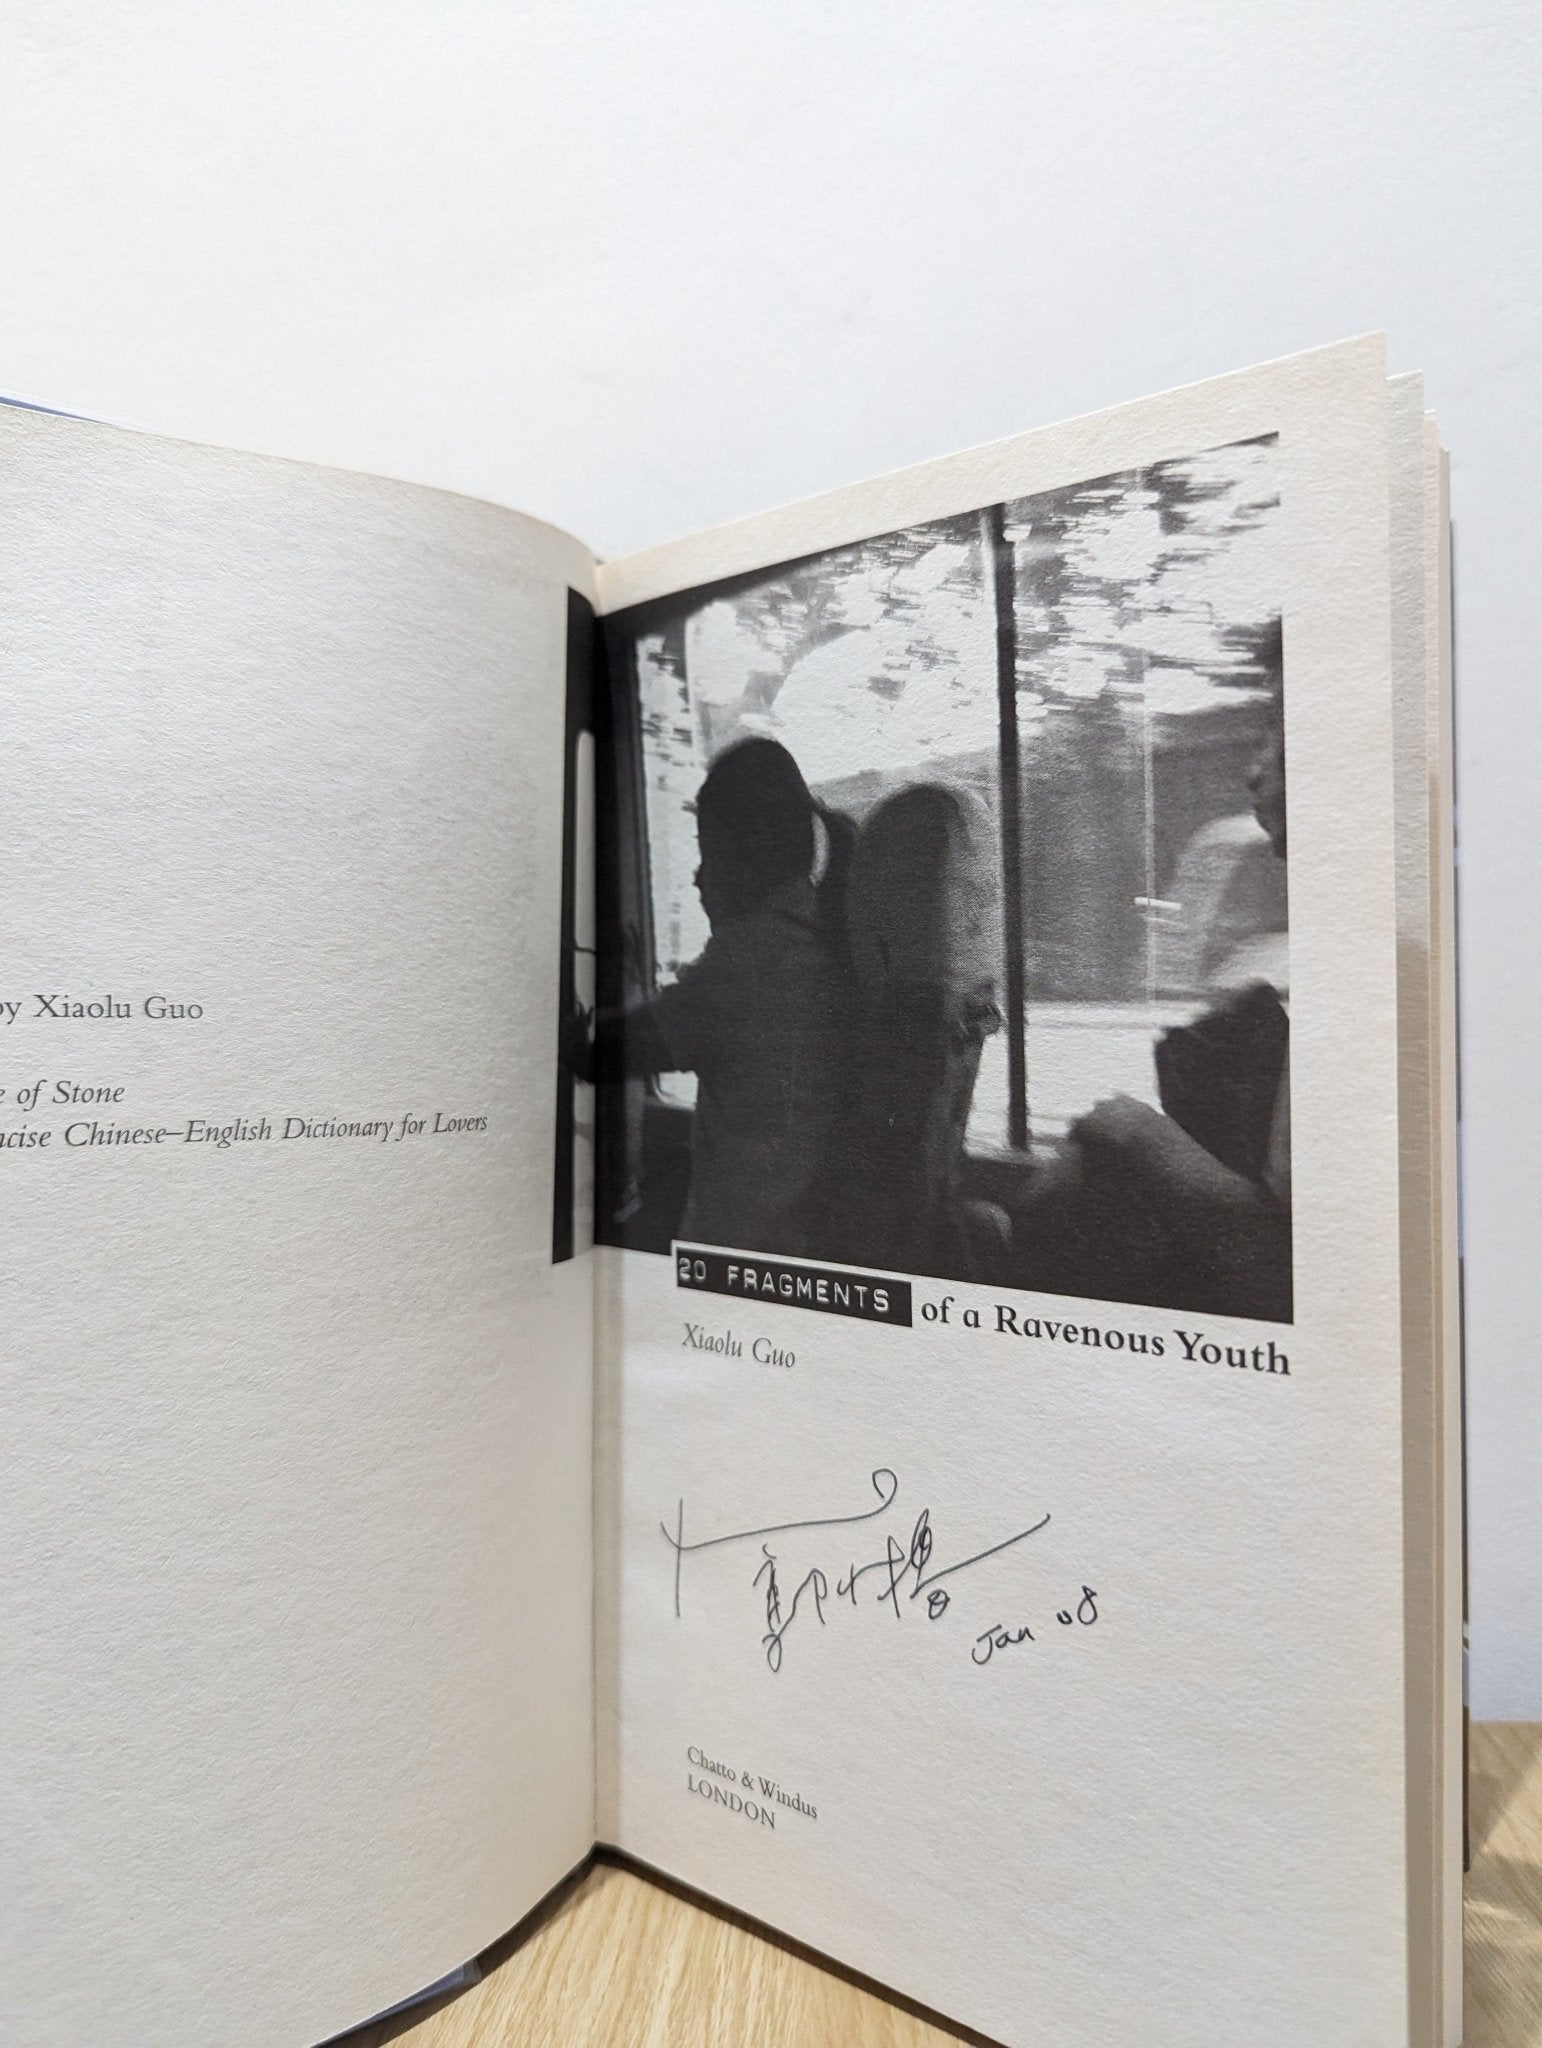 by Xiaolu Guo
of Stone
Chinese–English Dictionary for Lovers
20 FRAGMENTS of a Ravenous Youth
Xiaolu Guo
Jan 08
Chatto & Windus
LONDON